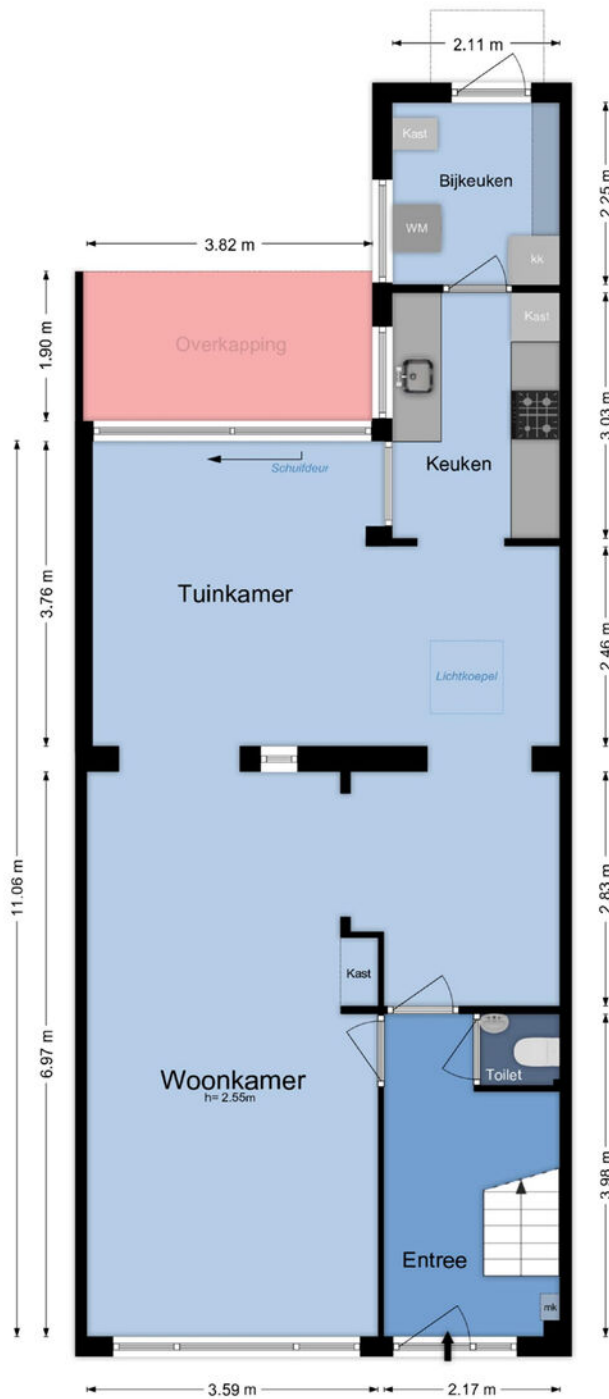 2.11 m
Kast
Bijkeuken
2.25 m
WM
3.82 m
kk
1.90 m
Overkapping
Kast
3.03 m
Keuken
Schuifdeur
3.76 m
Tuinkamer
2.46 m
Lichtkoepel
11.06 m
2.83 m
Kast
6.97 m
Toilet
Woonkamer
h= 2.55m
3.98 m
Entree
mk
3.59 m
2.17 m